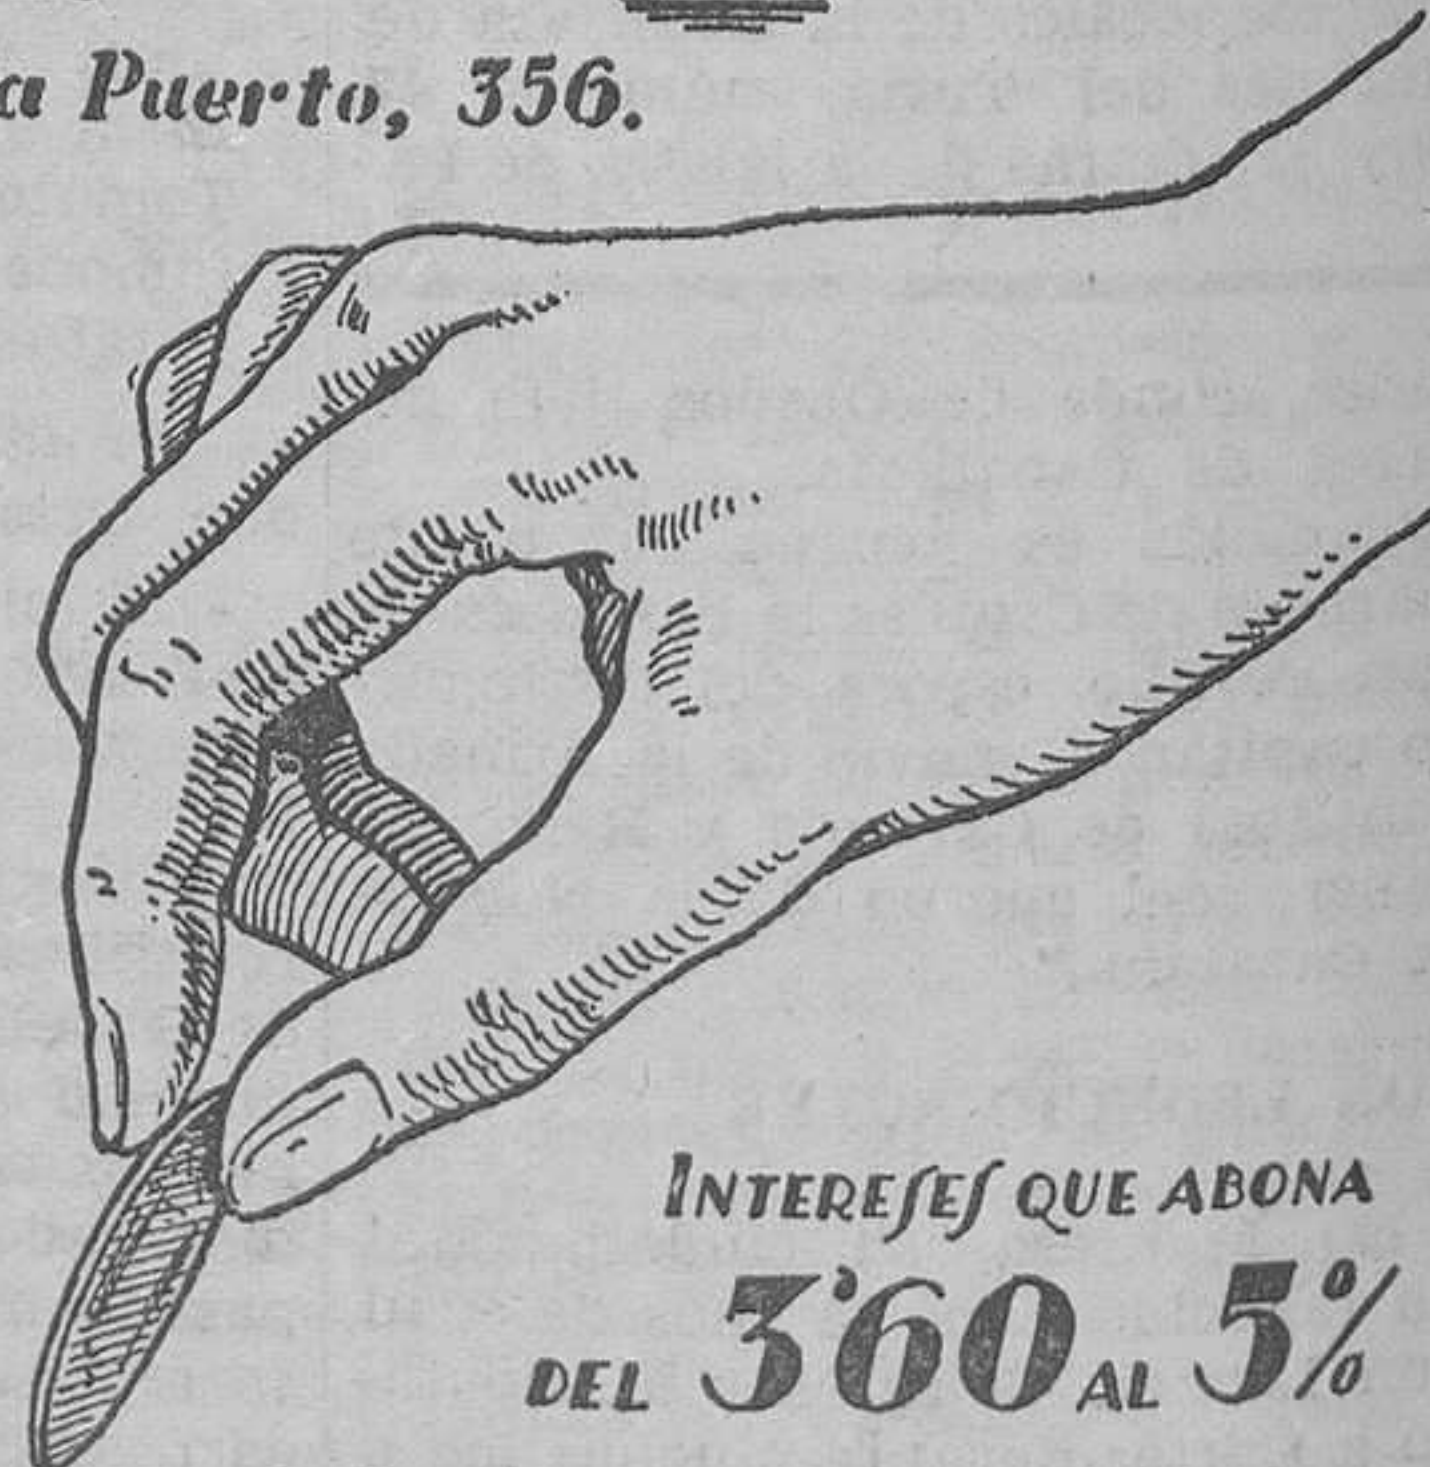 a Puerto, 356.
INTERESES QUE ABONA
DEL 3'60 AL 5%